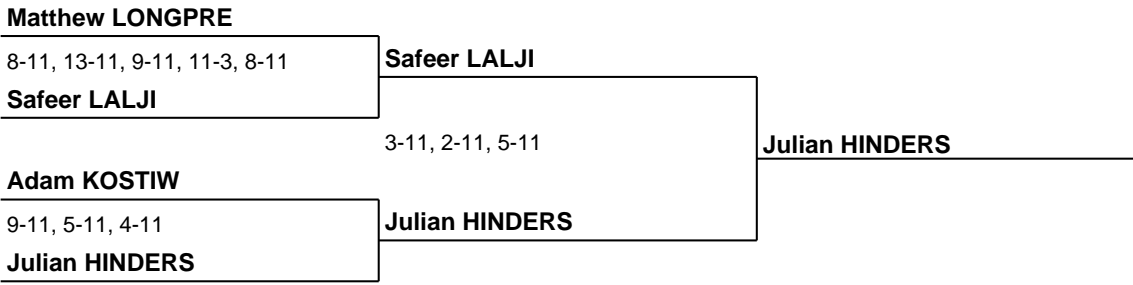 Matthew LONGPRE
8-11, 13-11, 9-11, 11-3, 8-11
Safeer LALJI
Safeer LALJI
3-11, 2-11, 5-11
Julian HINDERS
Adam KOSTIW
9-11, 5-11, 4-11
Julian HINDERS
Julian HINDERS